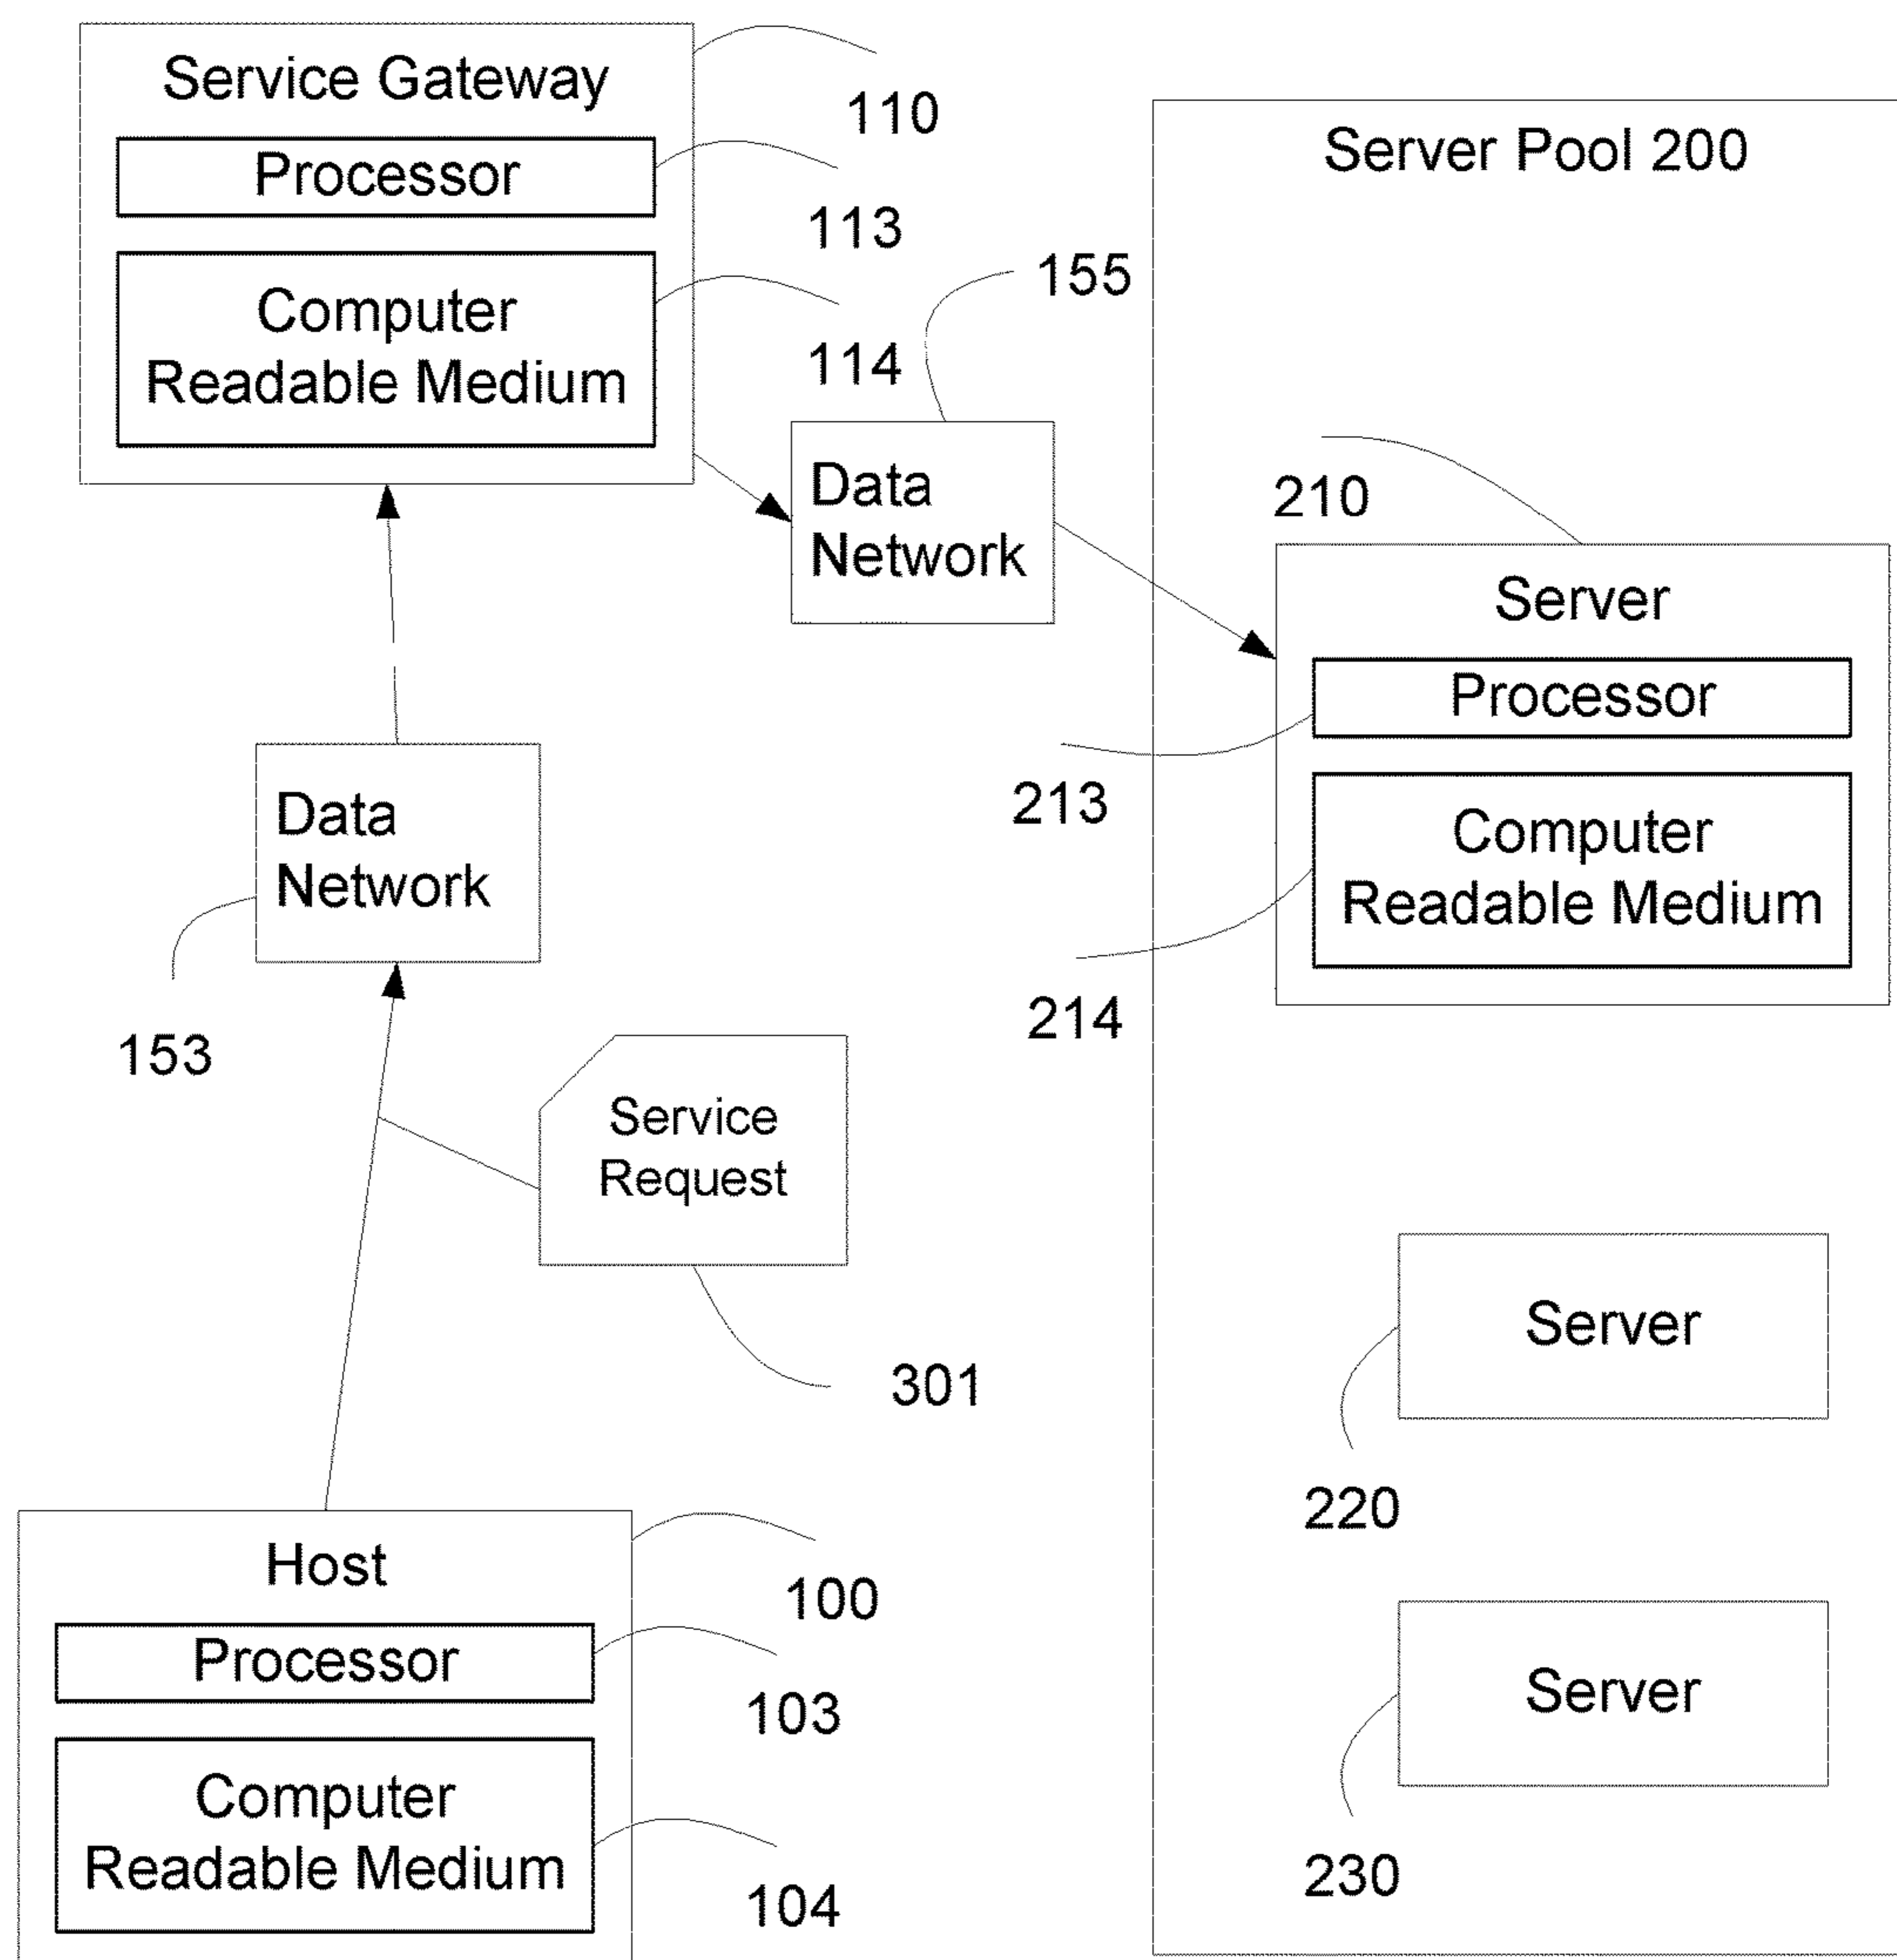 Service Gateway
110
Processor
113
Computer
Readable Medium
114
155
Data
Network
Server Pool 200
210
Server
Processor
213
Computer
Readable Medium
214
Data
Network
153
Service
Request
301
Server
220
Server
230
Host
100
Processor
103
Computer
Readable Medium
104